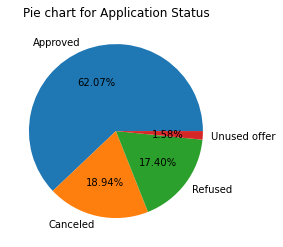 Pie chart for Application Status
Approved
62.07%
1.58%
Unused offer
17.40%
18.94%
Refused
Canceled